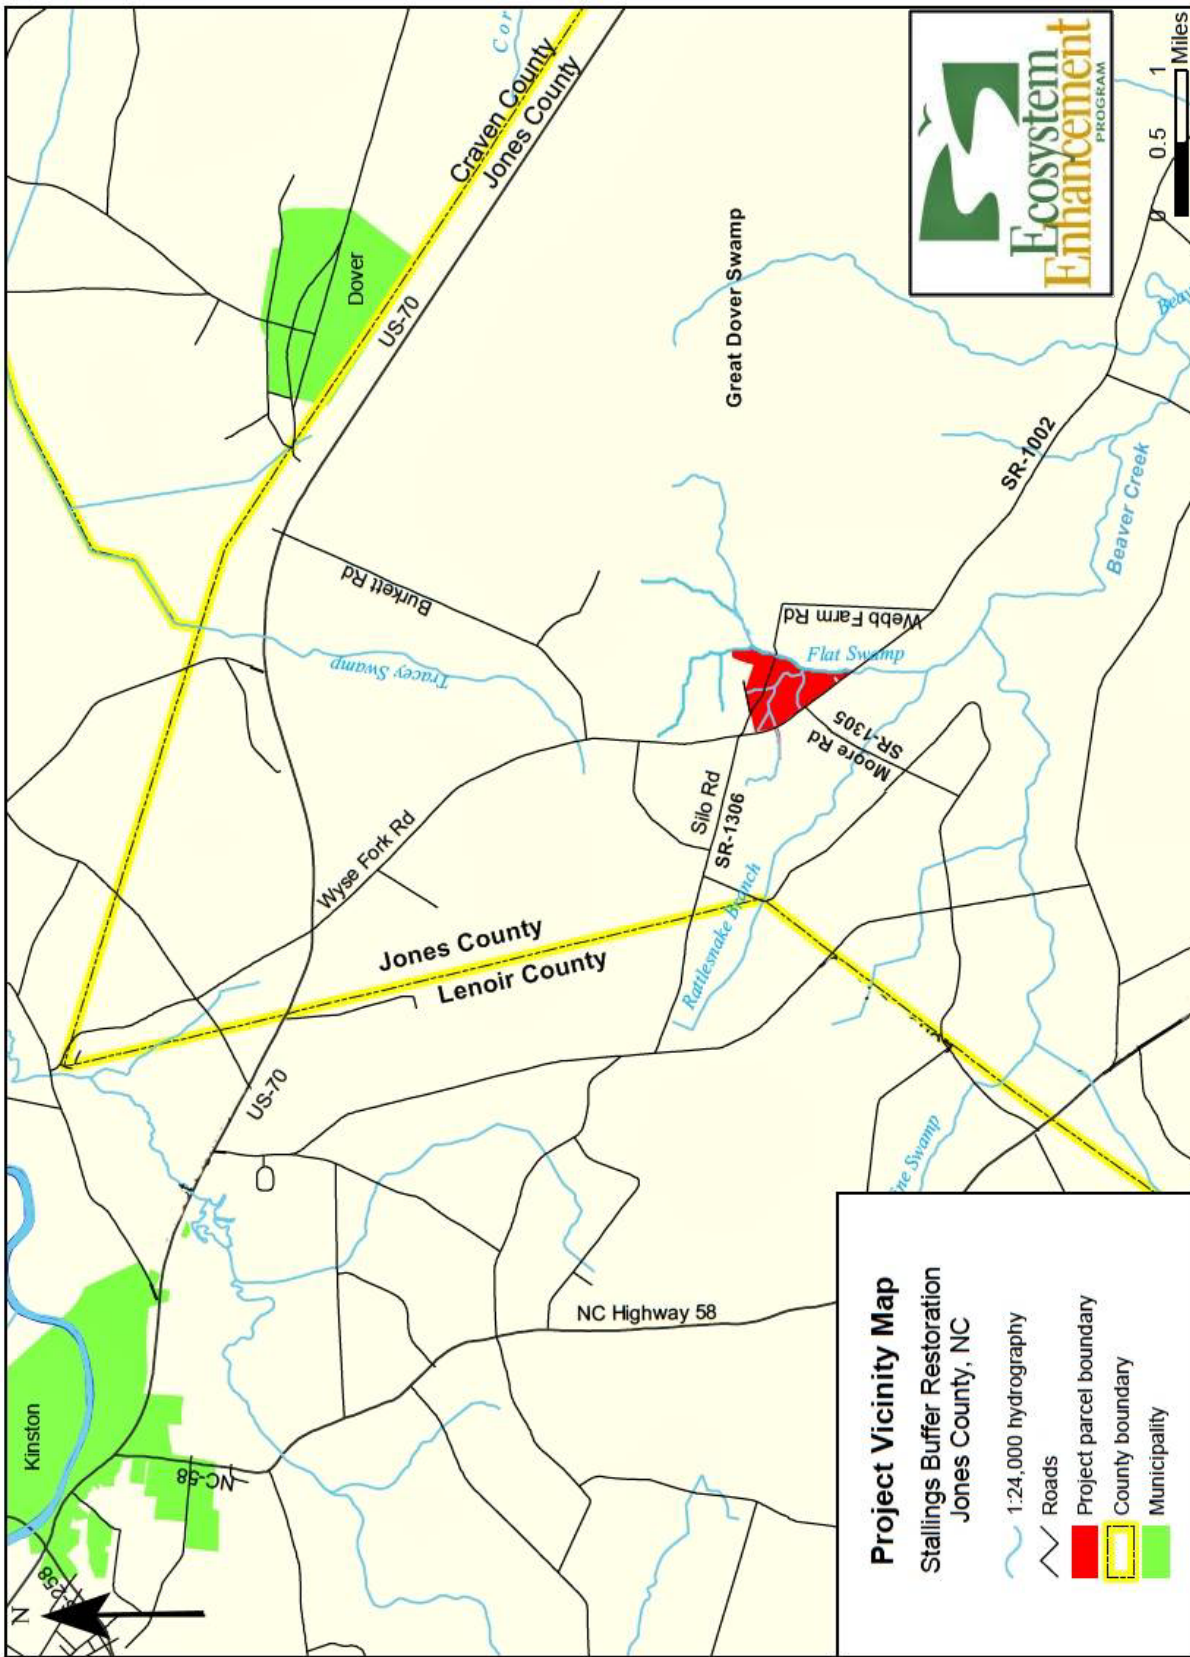 N
Kinston
NC-58
NC Highway 58
US-70
Jones County
Lenoir County
Wyse Fork Rd
Tracey Swamp
Burkett Rd
US-70
Dover
Craven County
Jones County
Great Dover Swamp
Silo Rd
SR-1306
Rattlesnake Branch
Moore Rd
SR-1305
Flat Swamp
Webb Farm Rd
SR-1002
Beaver Creek
Ecosystem
Enhancement
PROGRAM
0 0.5 1
Miles
Project Vicinity Map
Stallings Buffer Restoration
Jones County, NC
1:24,000 hydrography
Roads
Project parcel boundary
County boundary
Municipality